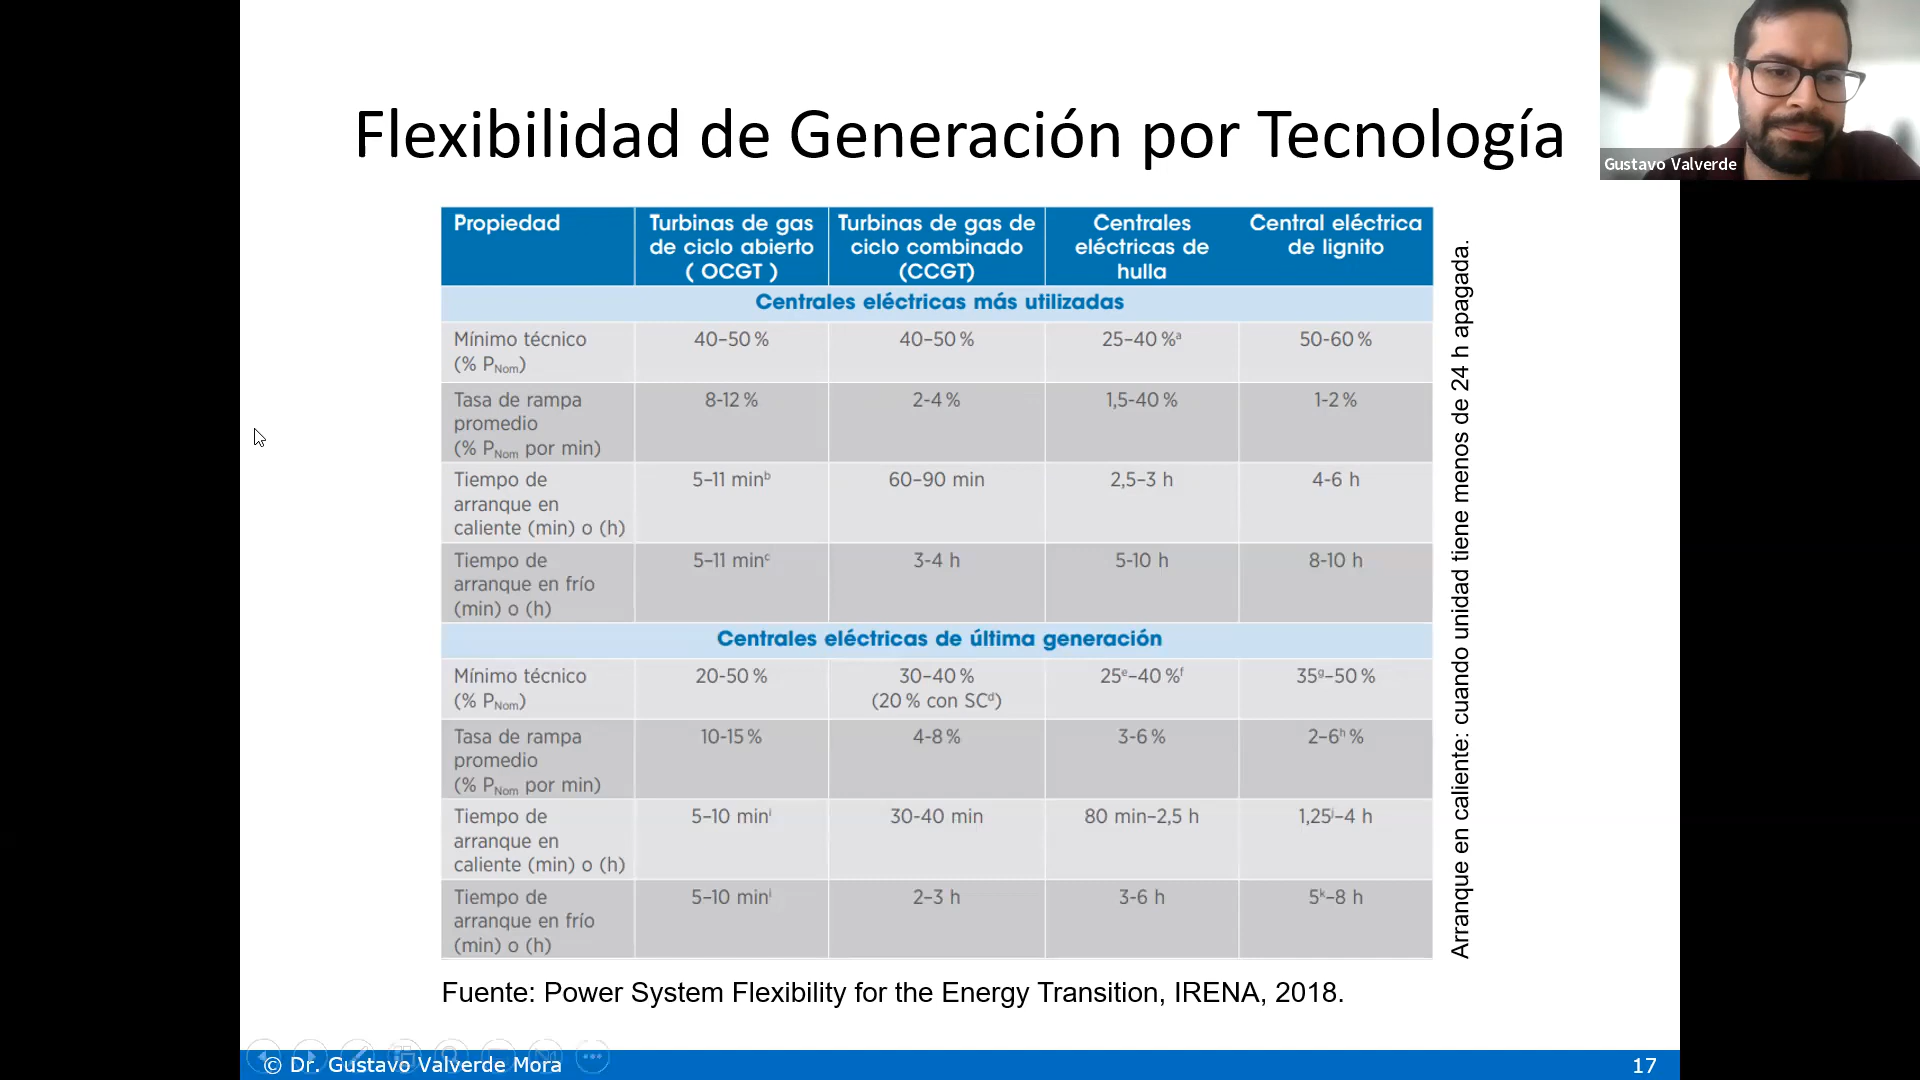 Flexibilidad de Generación por Tecnología
Gustavo Valverde
Propiedad
Turbinas de gas de ciclo abierto ( OCGT )
Turbinas de gas de ciclo combinado (CCGT)
Centrales eléctricas de hulla
Central eléctrica de lignito
Centrales eléctricas más utilizadas
Mínimo técnico (% PNom) 40–50 % 40–50 % 25–40 %ᵃ 50-60 %
Tasa de rampa promedio (% PNom por min) 8-12 % 2-4 % 1,5-40 % 1-2 %
Tiempo de arranque en caliente (min) o (h) 5–11 minᵇ 60–90 min 2,5–3 h 4-6 h
Tiempo de arranque en frío (min) o (h) 5–11 minᶜ 3-4 h 5-10 h 8-10 h
Centrales eléctricas de última generación
Mínimo técnico (% PNom) 20-50 % 30–40 % (20 % con SCᵈ) 25ᵉ–40 %ᶠ 35ᵍ–50 %
Tasa de rampa promedio (% PNom por min) 10-15 % 4-8 % 3-6 % 2–6ʰ %
Tiempo de arranque en caliente (min) o (h) 5–10 minⁱ 30-40 min 80 min–2,5 h 1,25ʲ–4 h
Tiempo de arranque en frío (min) o (h) 5–10 minⁱ 2–3 h 3-6 h 5ᵏ–8 h
Arranque en caliente: cuando unidad tiene menos de 24 h apagada.
Fuente: Power System Flexibility for the Energy Transition, IRENA, 2018.
© Dr. Gustavo Valverde Mora
17